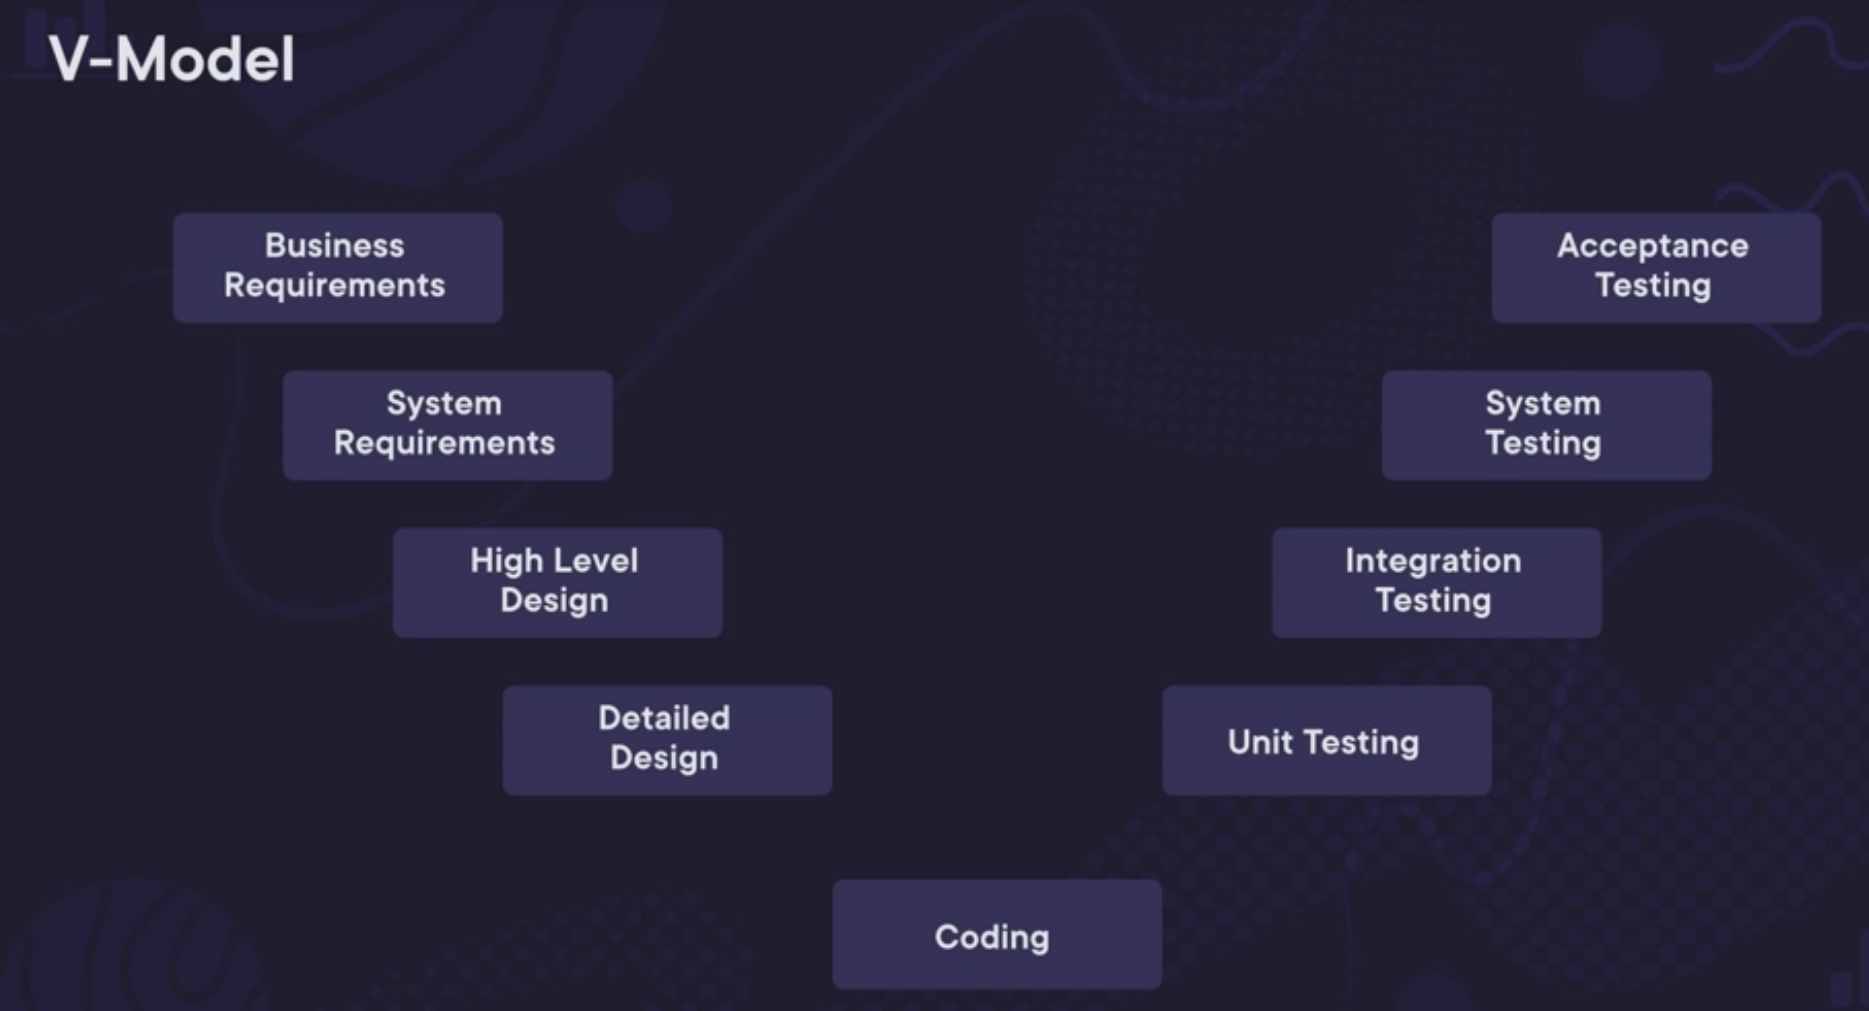 V-Model
Business
Requirements
Acceptance
Testing
System
Requirements
System
Testing
High Level
Design
Integration
Testing
Detailed
Design
Unit Testing
Coding